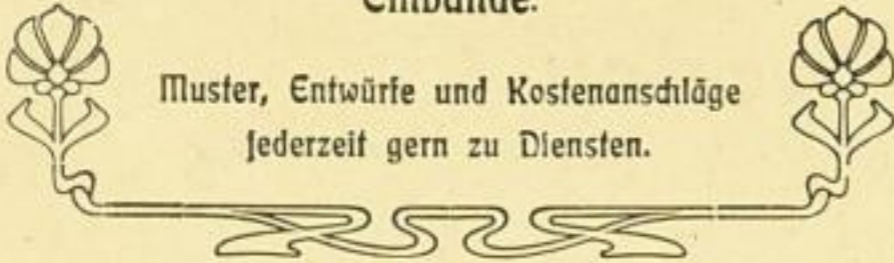 Einbände.
Muster, Entwürfe und Kostenanschläge
jederzeit gern zu Diensten.